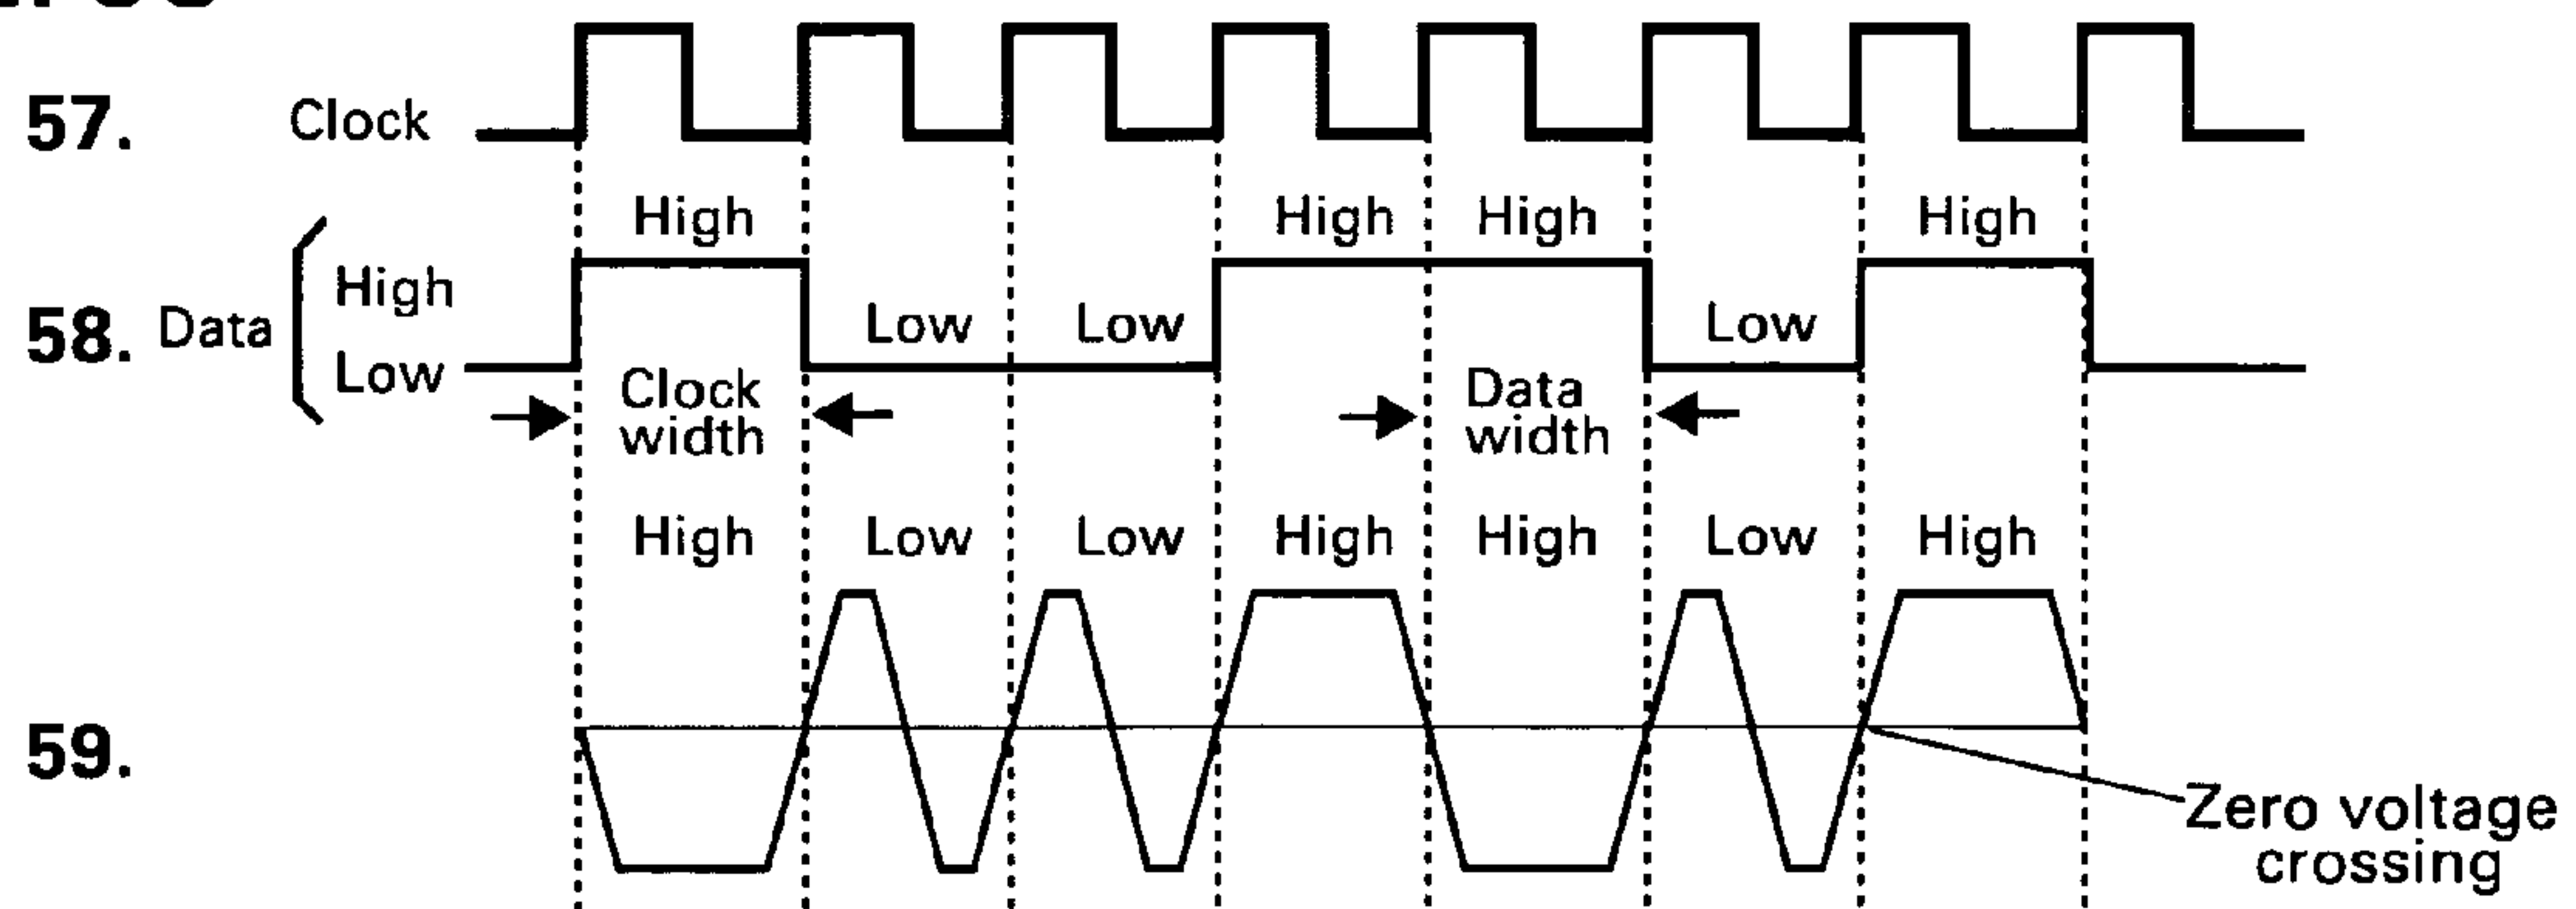 57. Clock
High High High High
58. Data High Low
Low Low Low
Clock width
Data width
High Low Low High High Low High
59.
Zero voltage crossing